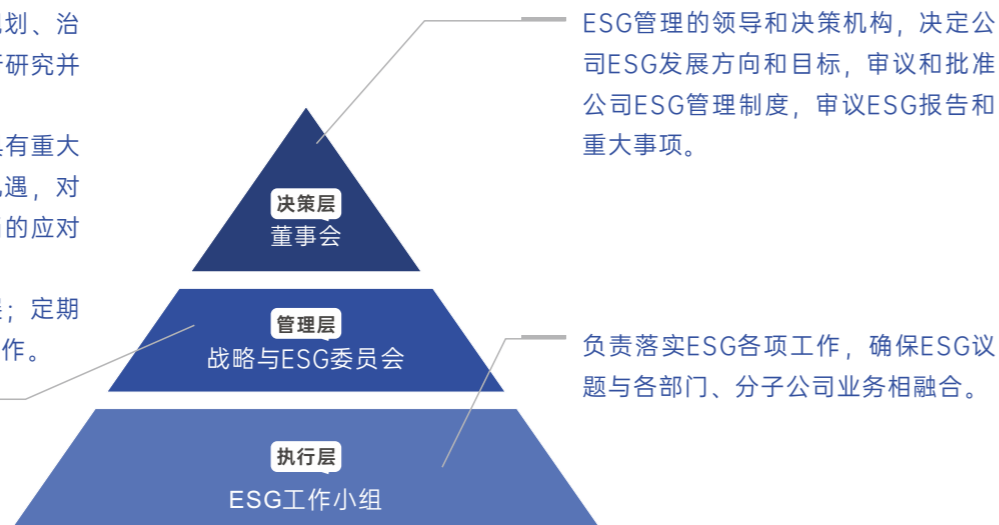 划、治
研究并
有重大
遇，对
的应对
；定期
作。
决策层
董事会
管理层
战略与ESG委员会
执行层
ESG工作小组
ESG管理的领导和决策机构，决定公
司ESG发展方向和目标，审议和批准
公司ESG管理制度，审议ESG报告和
重大事项。
负责落实ESG各项工作，确保ESG议
题与各部门、分子公司业务相融合。